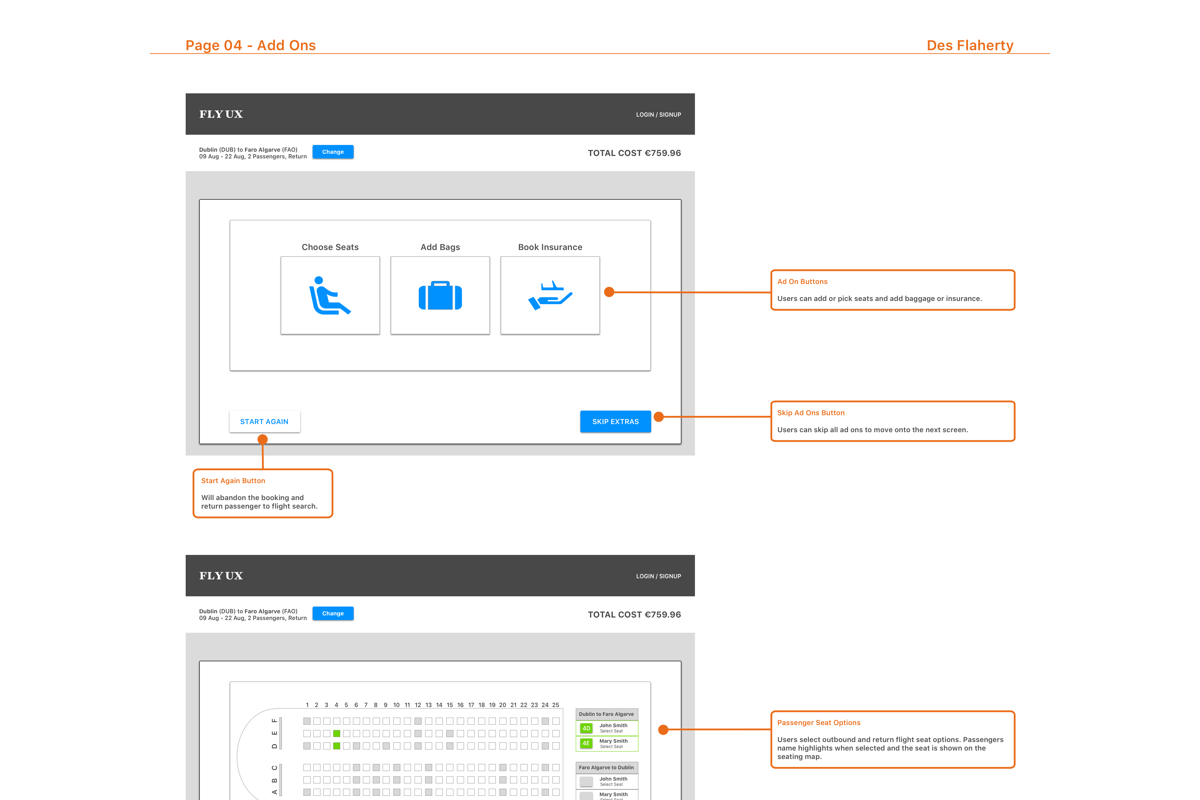 Page 04 - Add Ons
Des Flaherty
FLY UX
LOGIN / SIGNUP
Dublin (DUB) to Faro Algarve (FAO)
09 Aug - 22 Aug, 2 Passengers, Return
Change
TOTAL COST €759.96
Choose Seats
Add Bags
Book Insurance
Ad On Buttons
Users can add or pick seats and add baggage or insurance.
START AGAIN
SKIP EXTRAS
Skip Ad Ons Button
Users can skip all ad ons to move onto the next screen.
Start Again Button
Will abandon the booking and
return passenger to flight search.
FLY UX
LOGIN / SIGNUP
Dublin (DUB) to Faro Algarve (FAO)
09 Aug - 22 Aug, 2 Passengers, Return
Change
TOTAL COST €759.96
1 2 3 4 5 6 7 8 9 10 11 12 13 14 15 16 17 18 19 20 21 22 23 24 25
F
E
D
C
B
A
Dublin to Faro Algarve
4D
John Smith
Select Seat
4E
Mary Smith
Select Seat
Faro Algarve to Dublin
John Smith
Select Seat
Mary Smith
Select Seat
Passenger Seat Options
Users select outbound and return flight seat options. Passengers
name highlights when selected and the seat is shown on the
seating map.